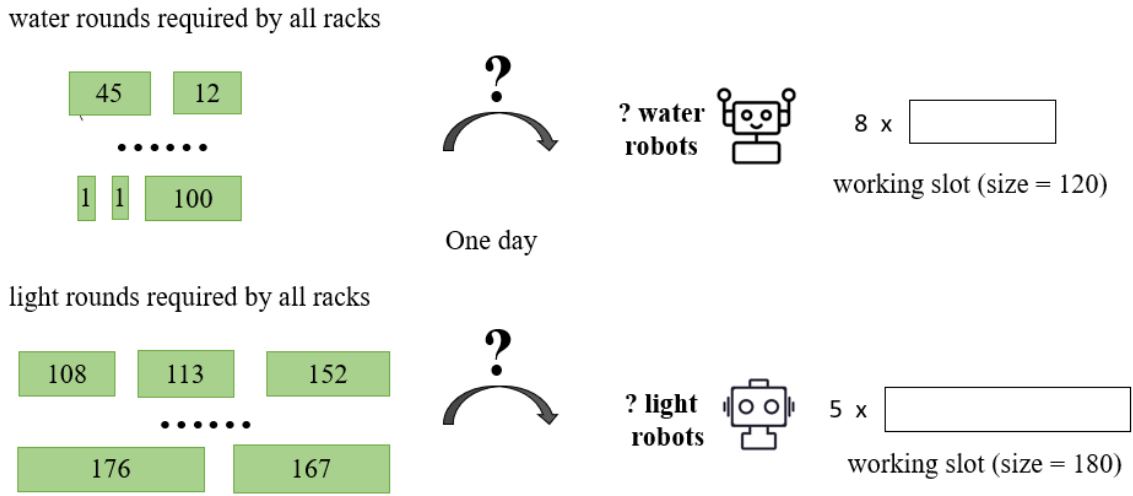 water rounds required by all racks
45 12
......
1 1 100
?
? water
robots
8 x
working slot (size = 120)
One day
light rounds required by all racks
108 113 152
......
176 167
?
? light
robots
5 x
working slot (size = 180)